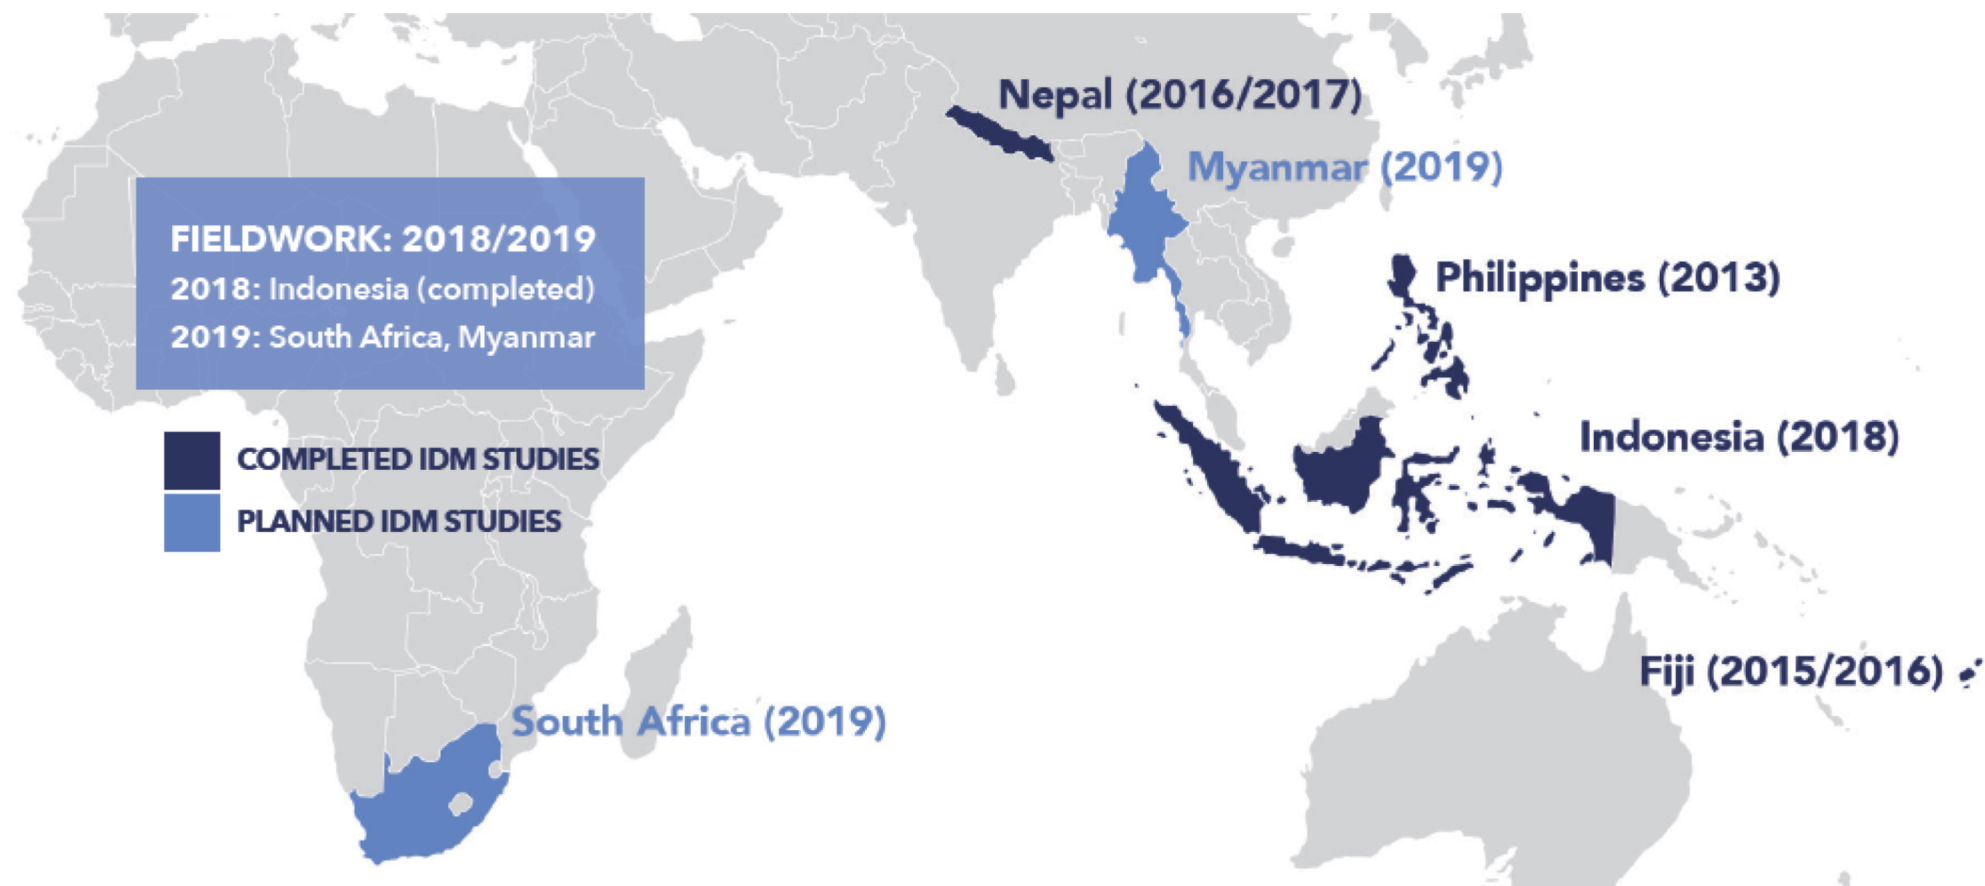 Nepal (2016/2017)
Myanmar (2019)
FIELDWORK: 2018/2019
2018: Indonesia (completed)
2019: South Africa, Myanmar
Philippines (2013)
Indonesia (2018)
COMPLETED IDM STUDIES
PLANNED IDM STUDIES
Fiji (2015/2016)
South Africa (2019)